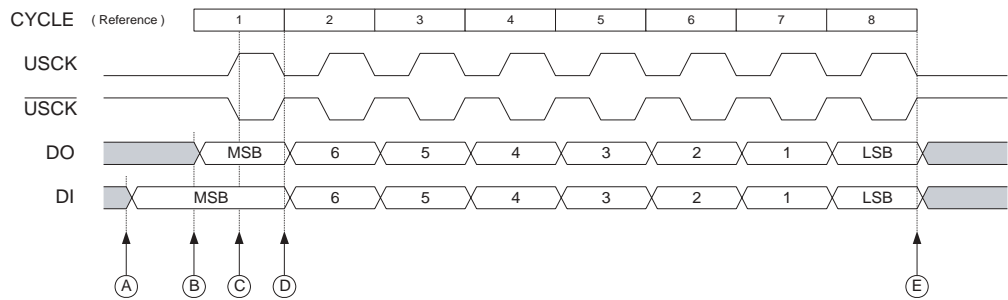 CYCLE ( Reference ) 1 2 3 4 5 6 7 8
USCK
USCK
DO MSB 6 5 4 3 2 1 LSB
DI MSB 6 5 4 3 2 1 LSB
A B C D E